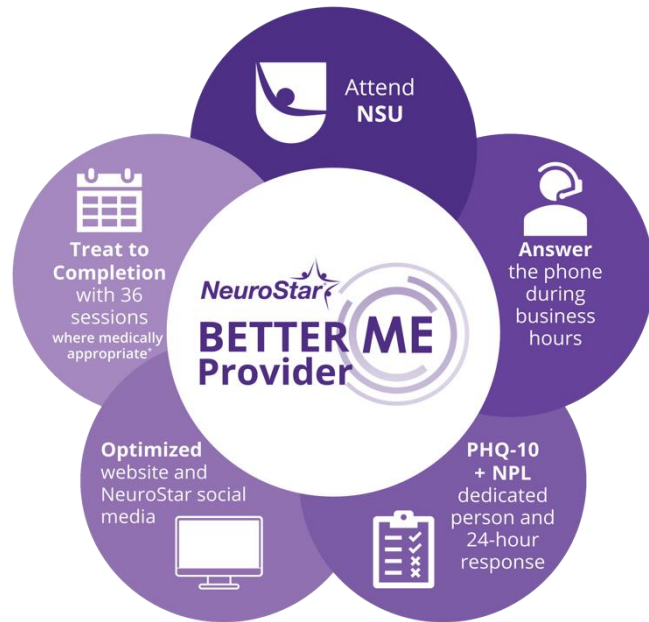 Attend
NSU
Answer
the phone
during
business
hours
PHQ-10
+ NPL
dedicated
person and
24-hour
response
Optimized
website and
NeuroStar social
media
Treat to
Completion
with 36
sessions
where medically
appropriate*
NeuroStar
BETTER ME
Provider